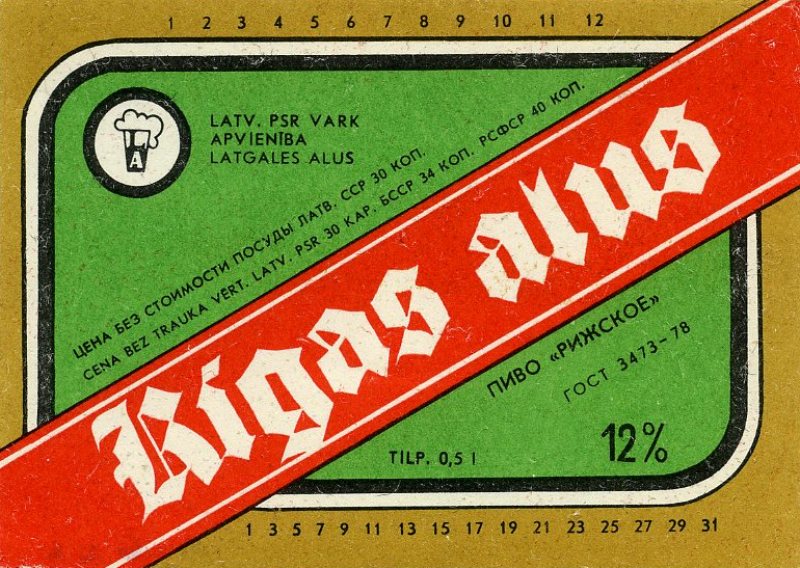 1 2 3 4 5 6 7 8 9 10 11 12
LATV. PSR VARK
APVIENĪBA
LATGALES ALUS
LA
ЦЕНА БЕЗ СТОИМОСТИ ПОСУДЫ ЛАТВ. ССР 30 КОП.
CENA BEZ TRAUKA VERT. LATV. PSR 30 KAP. БССР 34 КОП. РСФСР 40 КОП.
Rīgas alus
ПИВО «РИЖСКОЕ»
ГОСТ 3473-78
TILP. 0,5 l
12%
1 3 5 7 9 11 13 15 17 19 21 23 25 27 29 31